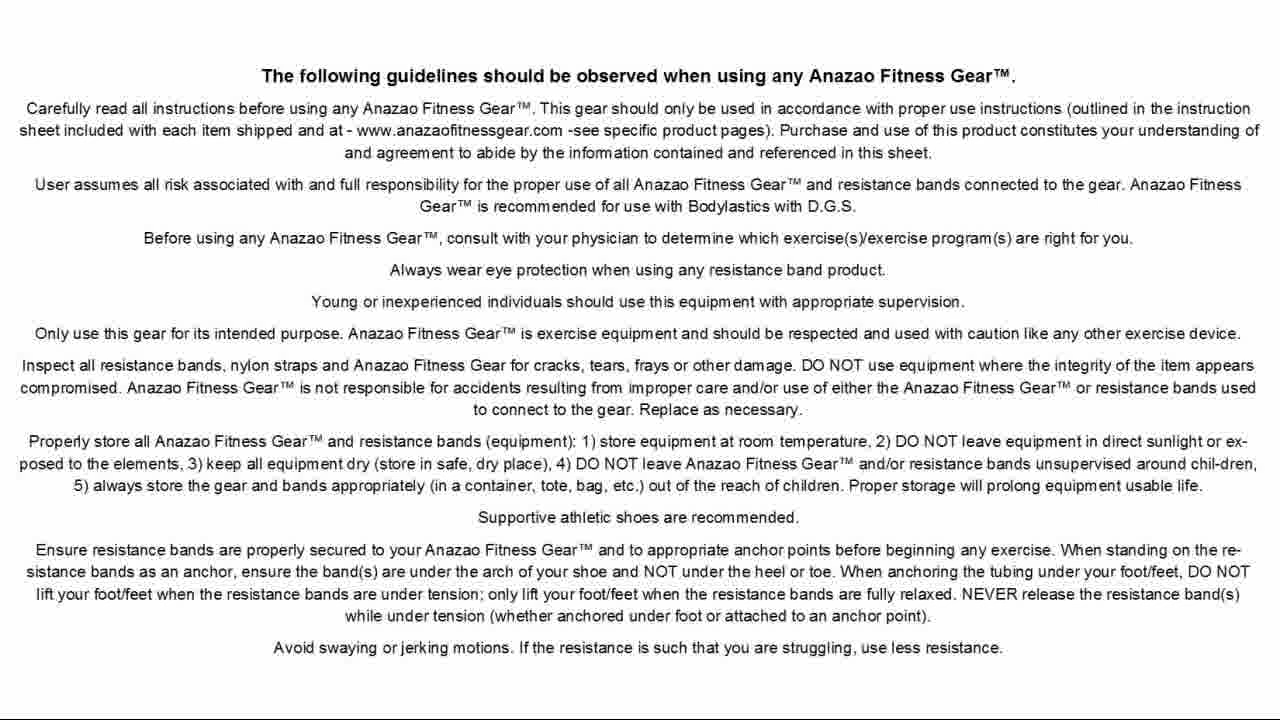 The following guidelines should be observed when using any Anazao Fitness Gear™.
Carefully read all instructions before using any Anazao Fitness Gear™. This gear should only be used in accordance with proper use instructions (outlined in the instruction
sheet included with each item shipped and at - www.anazaofitnessgear.com -see specific product pages). Purchase and use of this product constitutes your understanding of
and agreement to abide by the information contained and referenced in this sheet.
User assumes all risk associated with and full responsibility for the proper use of all Anazao Fitness Gear™ and resistance bands connected to the gear. Anazao Fitness
Gear™ is recommended for use with Bodylastics with D.G.S.
Before using any Anazao Fitness Gear™, consult with your physician to determine which exercise(s)/exercise program(s) are right for you.
Always wear eye protection when using any resistance band product.
Young or inexperienced individuals should use this equipment with appropriate supervision.
Only use this gear for its intended purpose. Anazao Fitness Gear™ is exercise equipment and should be respected and used with caution like any other exercise device.
Inspect all resistance bands, nylon straps and Anazao Fitness Gear for cracks, tears, frays or other damage. DO NOT use equipment where the integrity of the item appears
compromised. Anazao Fitness Gear™ is not responsible for accidents resulting from improper care and/or use of either the Anazao Fitness Gear™ or resistance bands used
to connect to the gear. Replace as necessary.
Properly store all Anazao Fitness Gear™ and resistance bands (equipment): 1) store equipment at room temperature, 2) DO NOT leave equipment in direct sunlight or ex-
posed to the elements, 3) keep all equipment dry (store in safe, dry place), 4) DO NOT leave Anazao Fitness Gear™ and/or resistance bands unsupervised around chil-dren,
5) always store the gear and bands appropriately (in a container, tote, bag, etc.) out of the reach of children. Proper storage will prolong equipment usable life.
Supportive athletic shoes are recommended.
Ensure resistance bands are properly secured to your Anazao Fitness Gear™ and to appropriate anchor points before beginning any exercise. When standing on the re-
sistance bands as an anchor, ensure the band(s) are under the arch of your shoe and NOT under the heel or toe. When anchoring the tubing under your foot/feet, DO NOT
lift your foot/feet when the resistance bands are under tension; only lift your foot/feet when the resistance bands are fully relaxed. NEVER release the resistance band(s)
while under tension (whether anchored under foot or attached to an anchor point).
Avoid swaying or jerking motions. If the resistance is such that you are struggling, use less resistance.